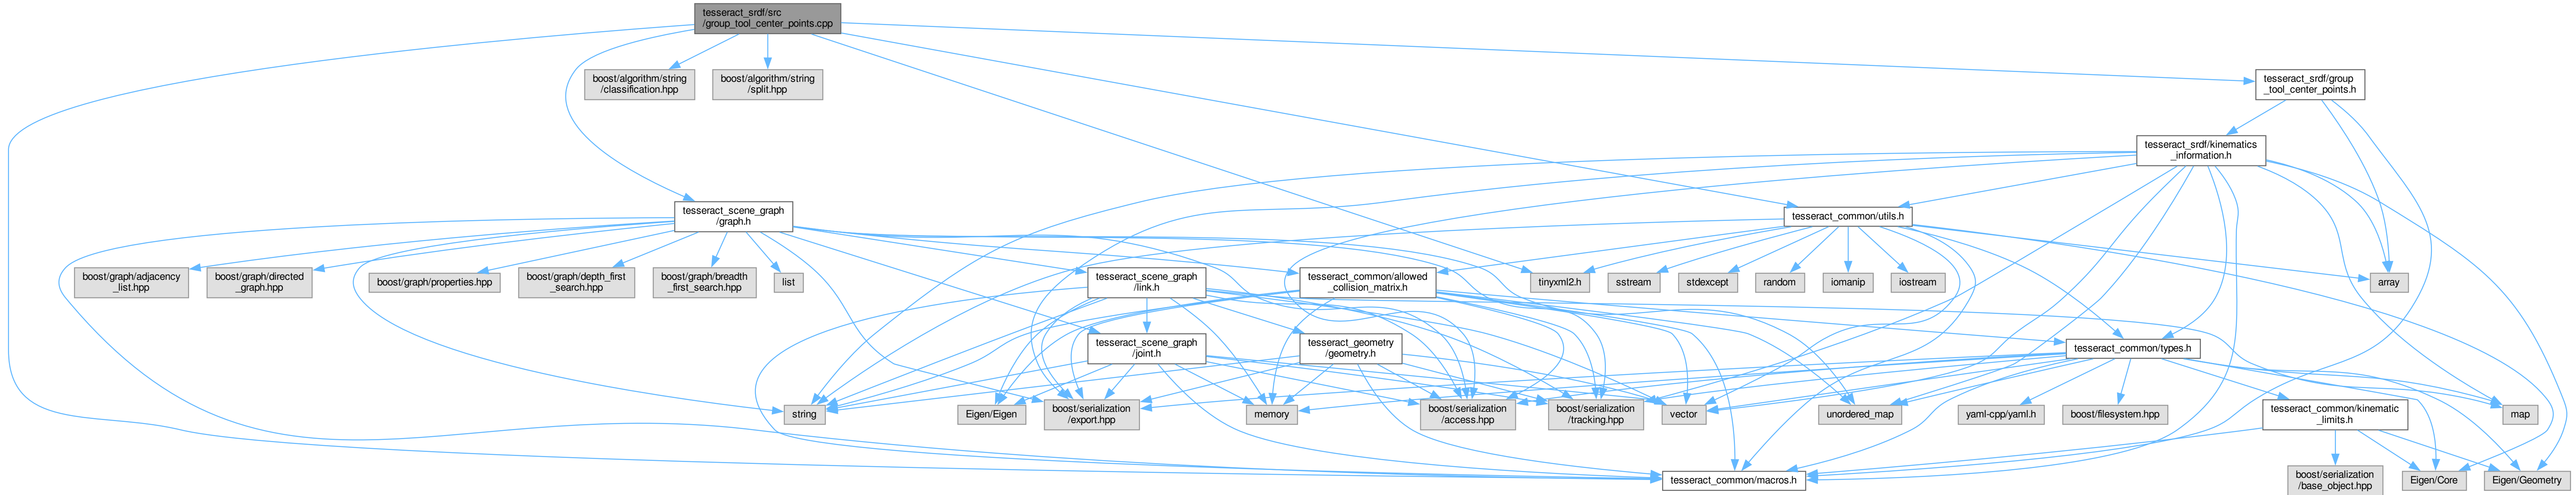 tesseract_srdf/src
/group_tool_center_points.cpp
boost/algorithm/string
/classification.hpp
boost/algorithm/string
/split.hpp
tesseract_srdf/group
_tool_center_points.h
tesseract_srdf/kinematics
_information.h
tesseract_scene_graph
/graph.h
tesseract_common/utils.h
boost/graph/adjacency
_list.hpp
boost/graph/directed
_graph.hpp
boost/graph/properties.hpp
boost/graph/depth_first
_search.hpp
boost/graph/breadth
_first_search.hpp
list
tesseract_scene_graph
/link.h
tesseract_common/allowed
_collision_matrix.h
tinyxml2.h
sstream
stdexcept
random
iomanip
iostream
array
tesseract_scene_graph
/joint.h
tesseract_geometry
/geometry.h
tesseract_common/types.h
string
Eigen/Eigen
boost/serialization
/export.hpp
memory
boost/serialization
/access.hpp
boost/serialization
/tracking.hpp
vector
unordered_map
yaml-cpp/yaml.h
boost/filesystem.hpp
tesseract_common/kinematic
_limits.h
map
tesseract_common/macros.h
boost/serialization
/base_object.hpp
Eigen/Core
Eigen/Geometry